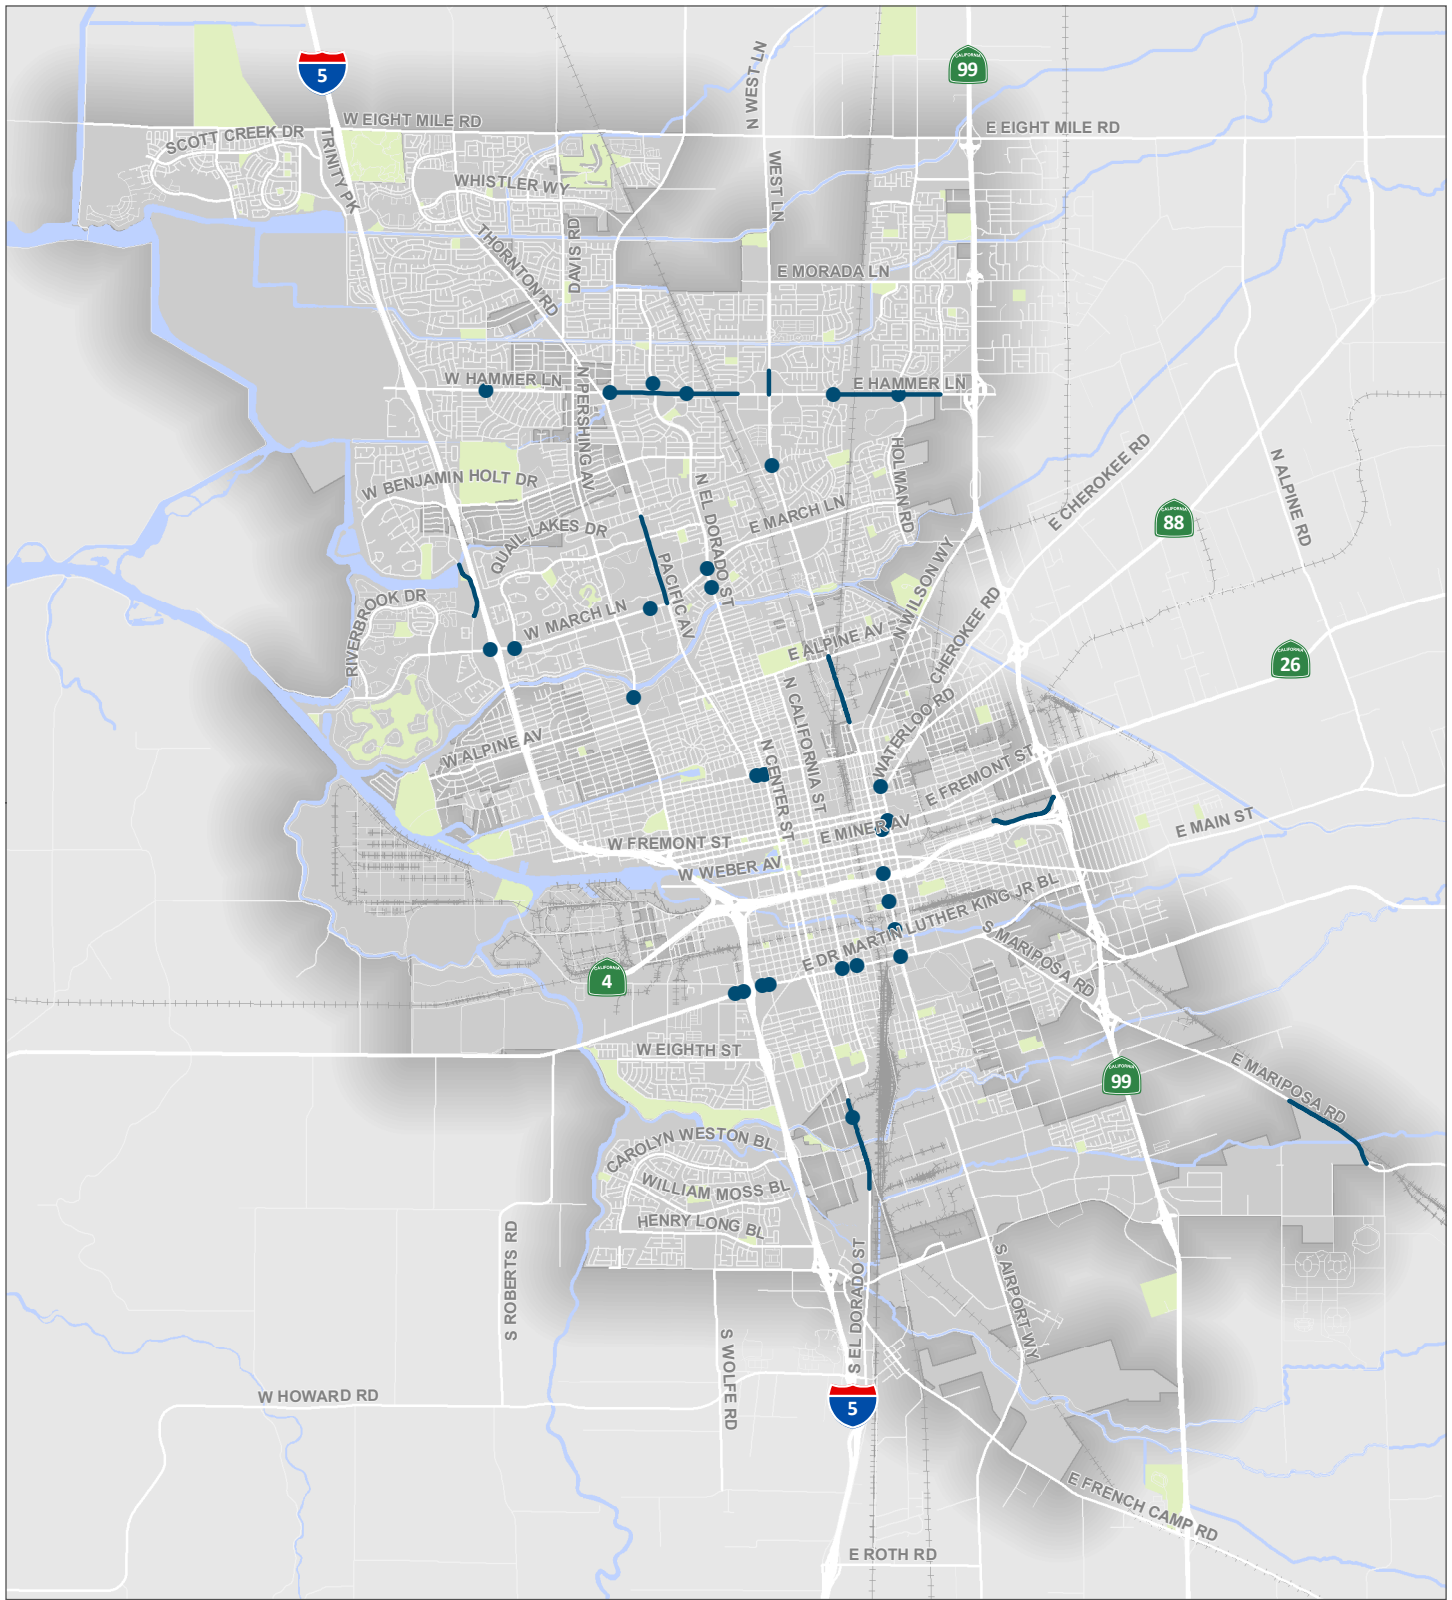 N WEST LN
5
CALIFORNIA
99
W EIGHT MILE RD
E EIGHT MILE RD
SCOTT CREEK DR
TRINITY PK
WHISTLER WY
WEST LN
THORNTON RD
DAVIS RD
E MORADA LN
W HAMMER LN
E HAMMER LN
N PERSHING AV
HOLMAN RD
E CHEROKEE RD
N ALPINE RD
W BENJAMIN HOLT DR
N EL DORADO ST
E MARCH LN
CALIFORNIA
88
QUAIL LAKES DR
PACIFIC AV
N WILSON WY
RIVERBROOK DR
W MARCH LN
CHEROKEE RD
E ALPINE AV
CALIFORNIA
26
N CALIFORNIA ST
WATERLOO RD
W ALPINE AV
N CENTER ST
E FREMONT ST
E MINER AV
E MAIN ST
W FREMONT ST
W WEBER AV
E DR MARTIN LUTHER KING JR BL
S MARIPOSA RD
CALIFORNIA
4
W EIGHTH ST
CALIFORNIA
99
E MARIPOSA RD
CAROLYN WESTON BL
WILLIAM MOSS BL
HENRY LONG BL
S ROBERTS RD
S EL DORADO ST
S AIRPORT WY
S WOLFE RD
W HOWARD RD
5
E FRENCH CAMP RD
E ROTH RD